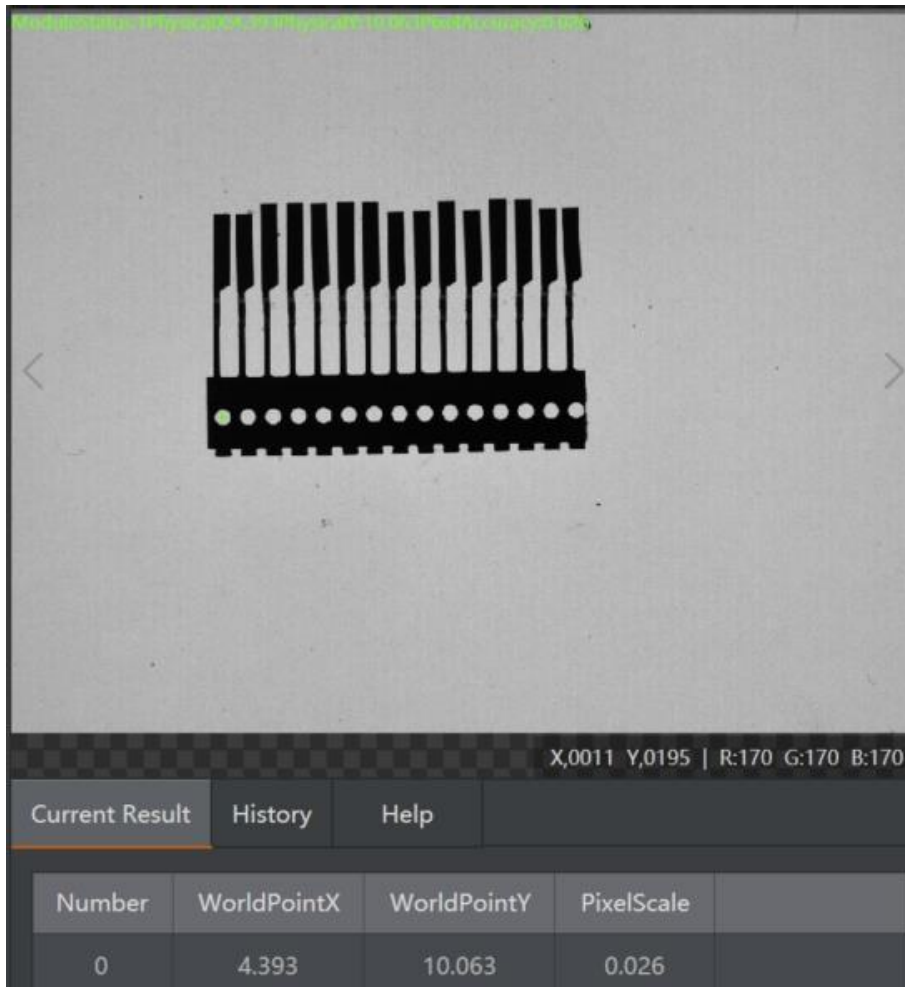 X,0011 Y,0195 | R:170 G:170 B:170
Current Result History Help
Number WorldPointX WorldPointY PixelScale
0 4.393 10.063 0.026